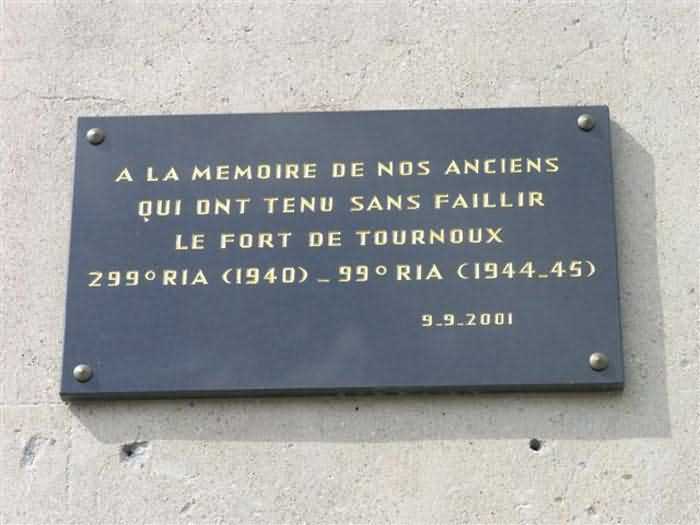 A LA MEMOIRE DE NOS ANCIENS
QUI ONT TENU SANS FAILLIR
LE FORT DE TOURNOUX
299° RIA (1940) _ 99° RIA (1944_45)
9_9_2001